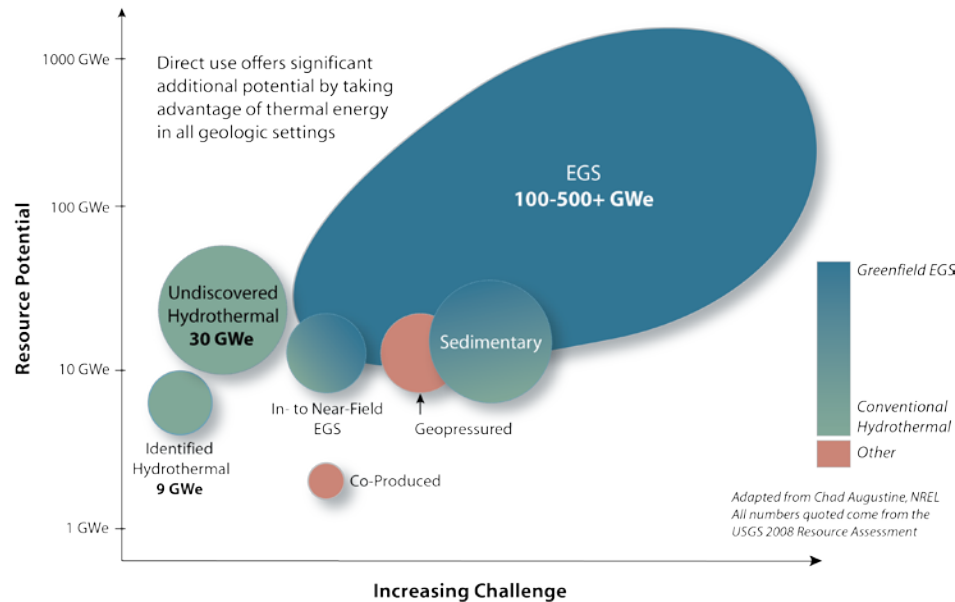 1000 GWe
100 GWe
10 GWe
1 GWe
Resource Potential
Direct use offers significant
additional potential by taking
advantage of thermal energy
in all geologic settings
EGS
100-500+ GWe
Undiscovered
Hydrothermal
30 GWe
Sedimentary
In- to Near-Field
EGS
Geopressured
Identified
Hydrothermal
9 GWe
Co-Produced
Greenfield EGS
Conventional
Hydrothermal
Other
Adapted from Chad Augustine, NREL
All numbers quoted come from the
USGS 2008 Resource Assessment
Increasing Challenge